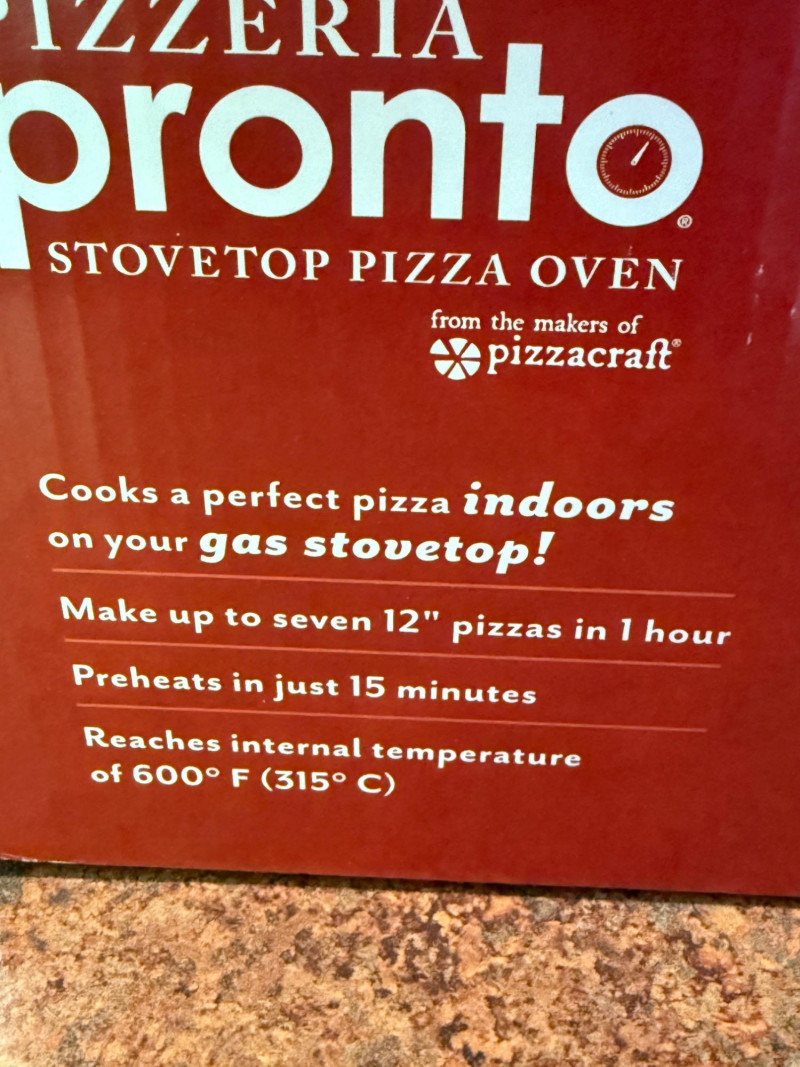 PIZZERIA
pronto®
STOVETOP PIZZA OVEN
from the makers of
pizzacraft®
Cooks a perfect pizza indoors
on your gas stovetop!
Make up to seven 12" pizzas in 1 hour
Preheats in just 15 minutes
Reaches internal temperature
of 600° F (315° C)